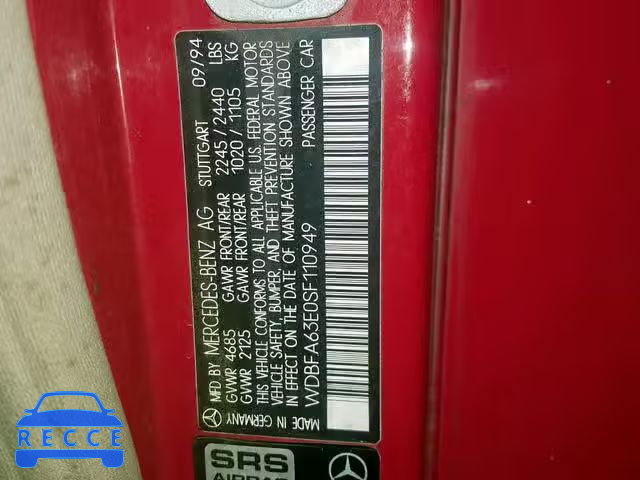 MFD. BY MERCEDES-BENZ AG STUTTGART 09/94
GVWR 4685 GAWR FRONT/REAR 2245/2440 LBS
GVWR 2125 GAWR FRONT/REAR 1020/1105 KG
THIS VEHICLE CONFORMS TO ALL APPLICABLE U.S. FEDERAL MOTOR
VEHICLE SAFETY, BUMPER, AND THEFT PREVENTION STANDARDS
IN EFFECT ON THE DATE OF MANUFACTURE SHOWN ABOVE
WDBFA63E0SF110949 PASSENGER CAR
MADE IN GERMANY
SRS
AIRBAG
RECCE